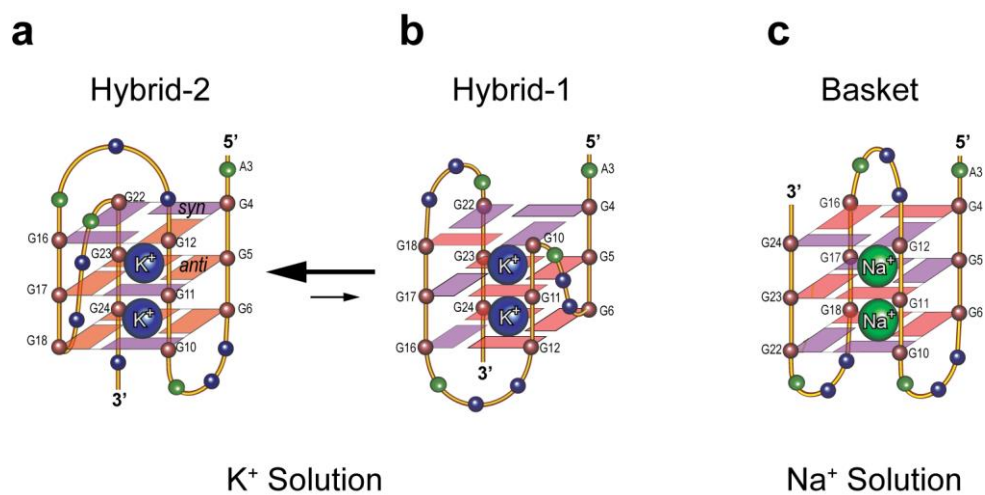 a
b
c
Hybrid-2
Hybrid-1
Basket
5’
A3
G22
syn
G4
G16
G12
G23
K⁺
anti
G5
G17
G11
G24
K⁺
G6
G18
G10
3’
5’
A3
G22
G4
G18
G10
G23
K⁺
G5
G17
G11
G24
K⁺
G6
G16
G12
3’
5’
A3
3’
G16
G4
G24
G12
G17
Na⁺
G5
G23
G11
G18
Na⁺
G6
G22
G10
K⁺ Solution
Na⁺ Solution